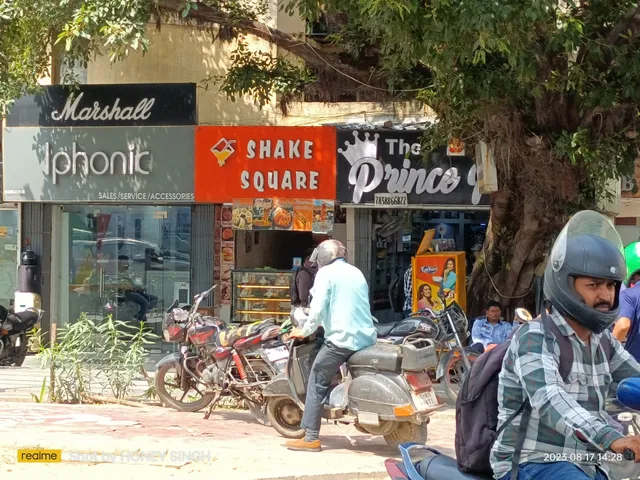 Marshall
Iphonic
SALES/SERVICE/ACCESSORIES
SHAKE
SQUARE
The
Prince
7838866822
realme
Shot by HONEY SINGH
2023·08·17 14:28